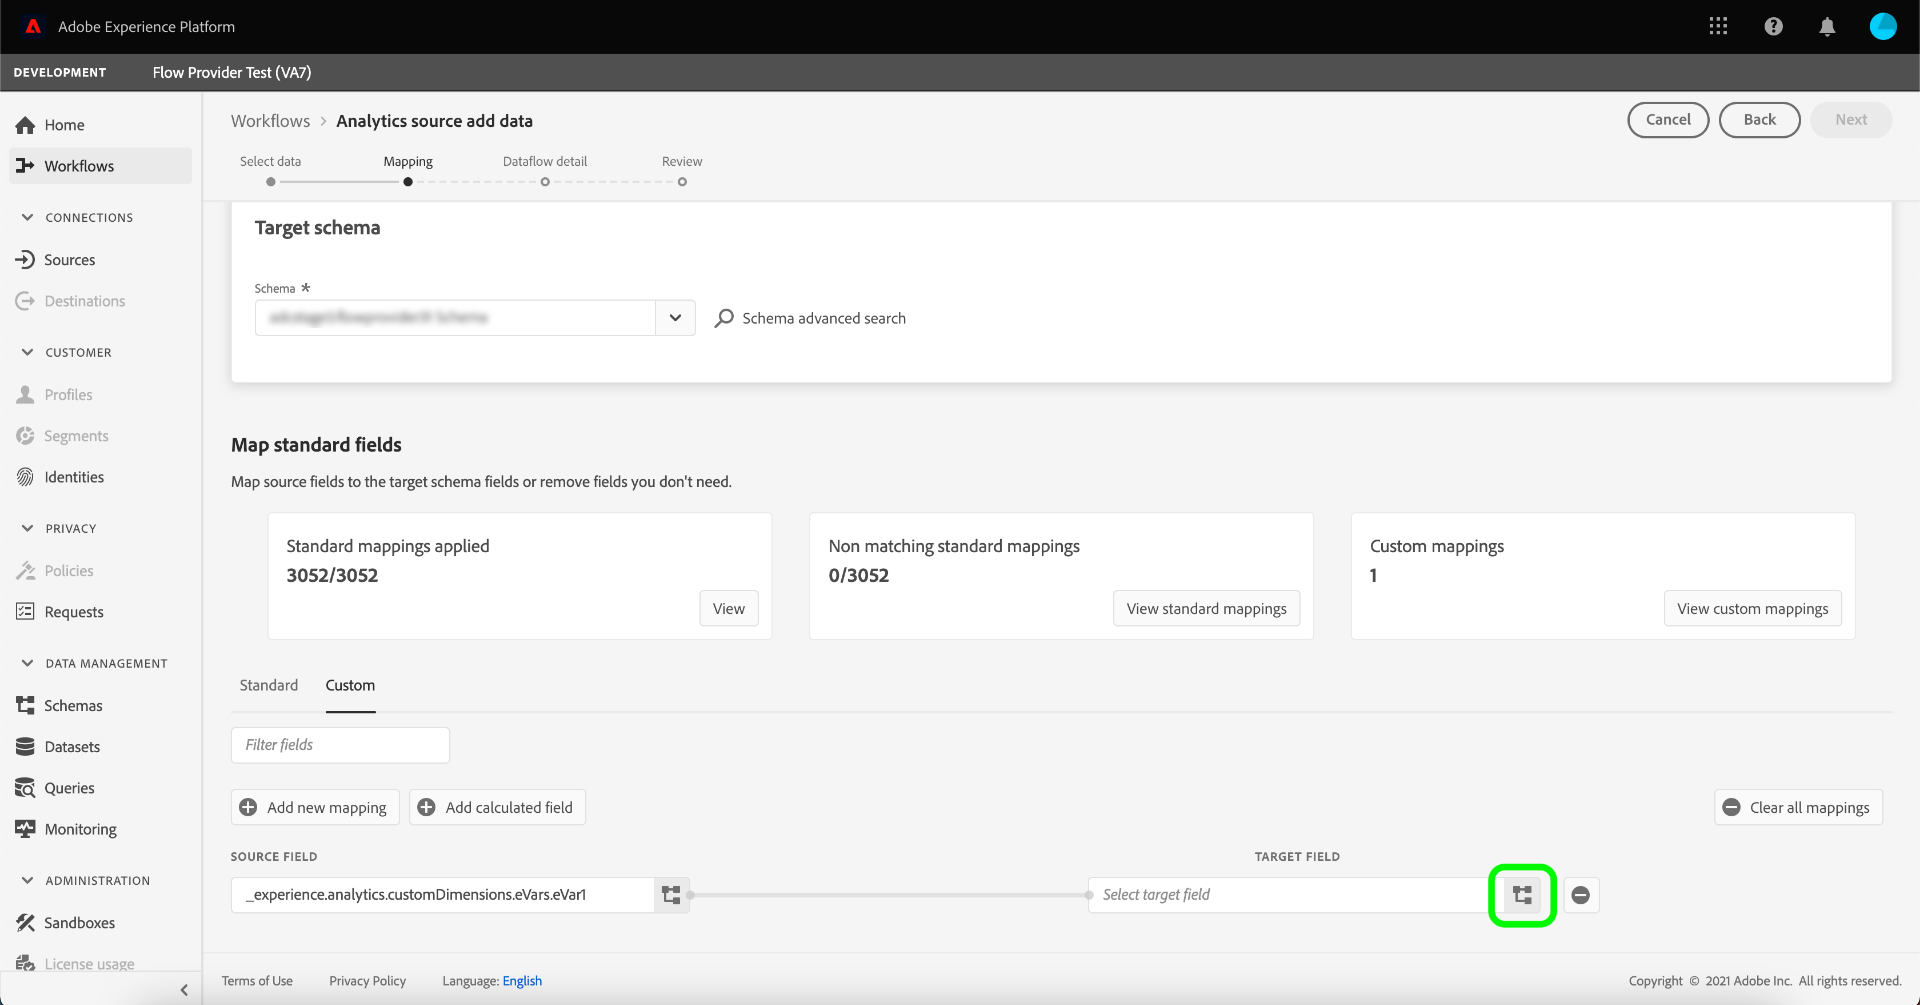 Adobe Experience Platform
DEVELOPMENT Flow Provider Test (VA7)
Home
Workflows
CONNECTIONS
Sources
Destinations
CUSTOMER
Profiles
Segments
Identities
PRIVACY
Policies
Requests
DATA MANAGEMENT
Schemas
Datasets
Queries
Monitoring
ADMINISTRATION
Sandboxes
License usage
Workflows > Analytics source add data
Cancel Back Next
Select data Mapping Dataflow detail Review
Target schema
Schema *
Schema advanced search
Map standard fields
Map source fields to the target schema fields or remove fields you don't need.
Standard mappings applied
3052/3052
View
Non matching standard mappings
0/3052
View standard mappings
Custom mappings
1
View custom mappings
Standard Custom
Filter fields
Add new mapping Add calculated field Clear all mappings
SOURCE FIELD TARGET FIELD
_experience.analytics.customDimensions.eVars.eVar1 Select target field
Terms of Use Privacy Policy Language: English Copyright © 2021 Adobe Inc. All rights reserved.